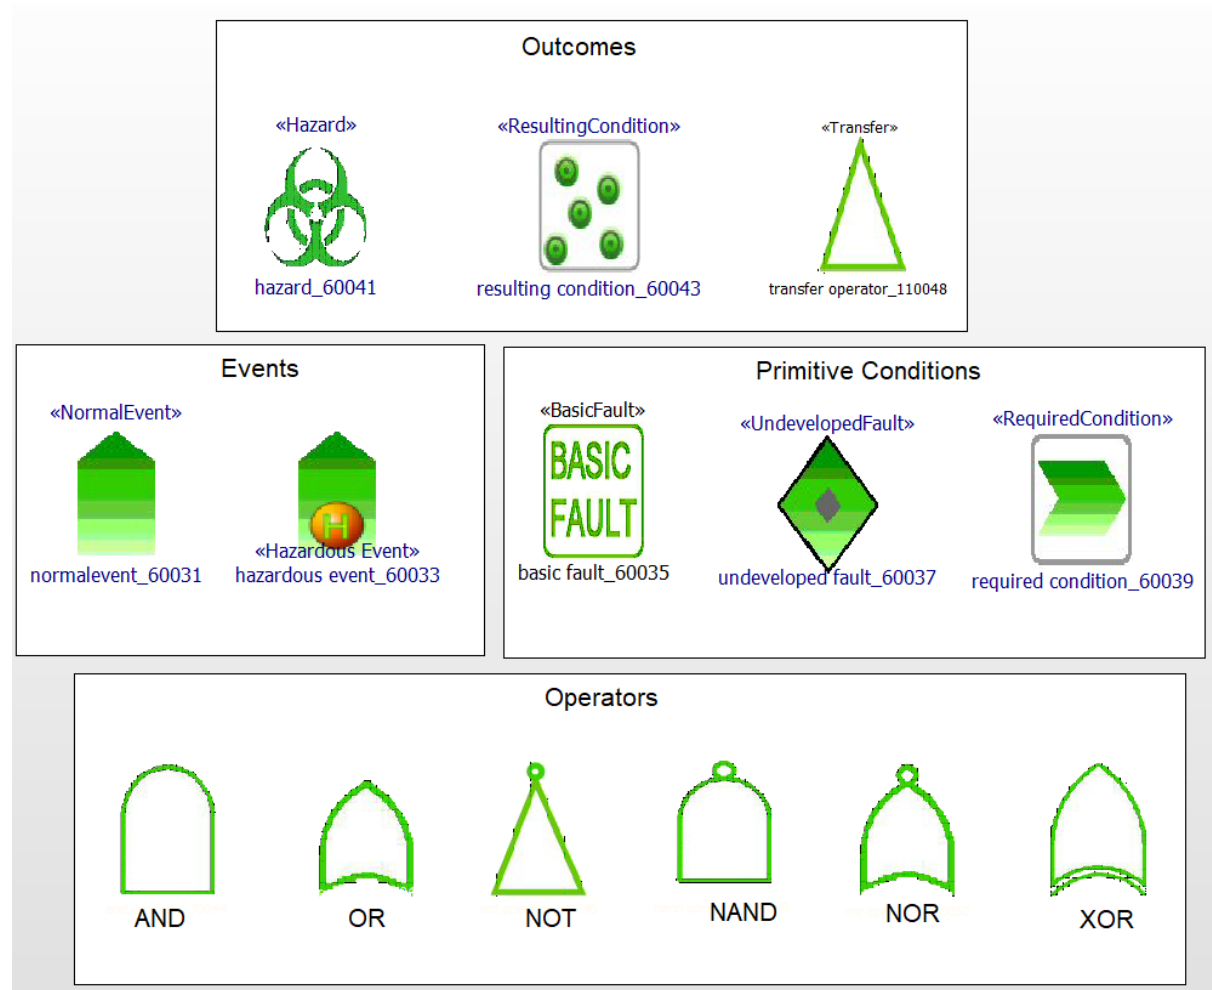 Outcomes
«Hazard»
«ResultingCondition»
«Transfer»
hazard_60041
resulting condition_60043
transfer operator_110048
Events
«NormalEvent»
«Hazardous Event»
H
normalevent_60031
hazardous event_60033
Primitive Conditions
«BasicFault»
«UndevelopedFault»
«RequiredCondition»
BASIC
FAULT
basic fault_60035
undeveloped fault_60037
required condition_60039
Operators
AND
OR
NOT
NAND
NOR
XOR